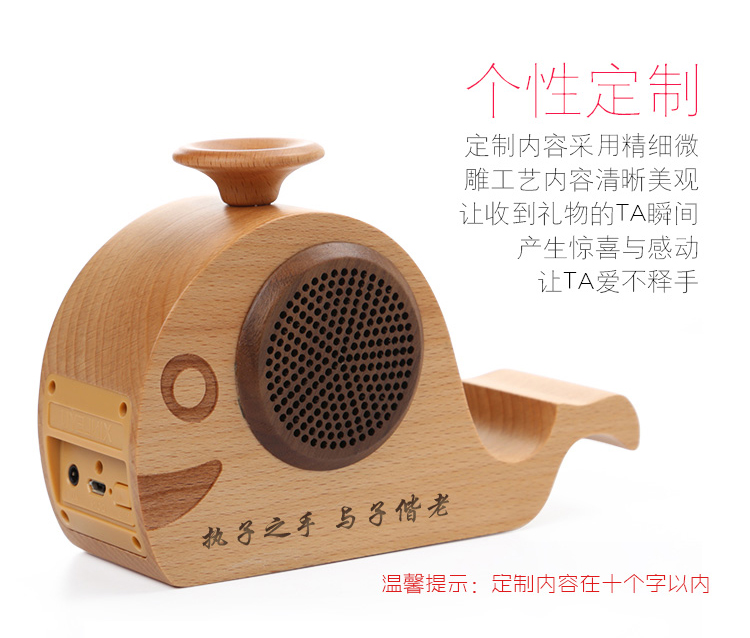 个性定制
定制内容采用精细微
雕工艺内容清晰美观
让收到礼物的TA瞬间
产生惊喜与感动
让TA爱不释手
执子之手 与子偕老
温馨提示：定制内容在十个字以内